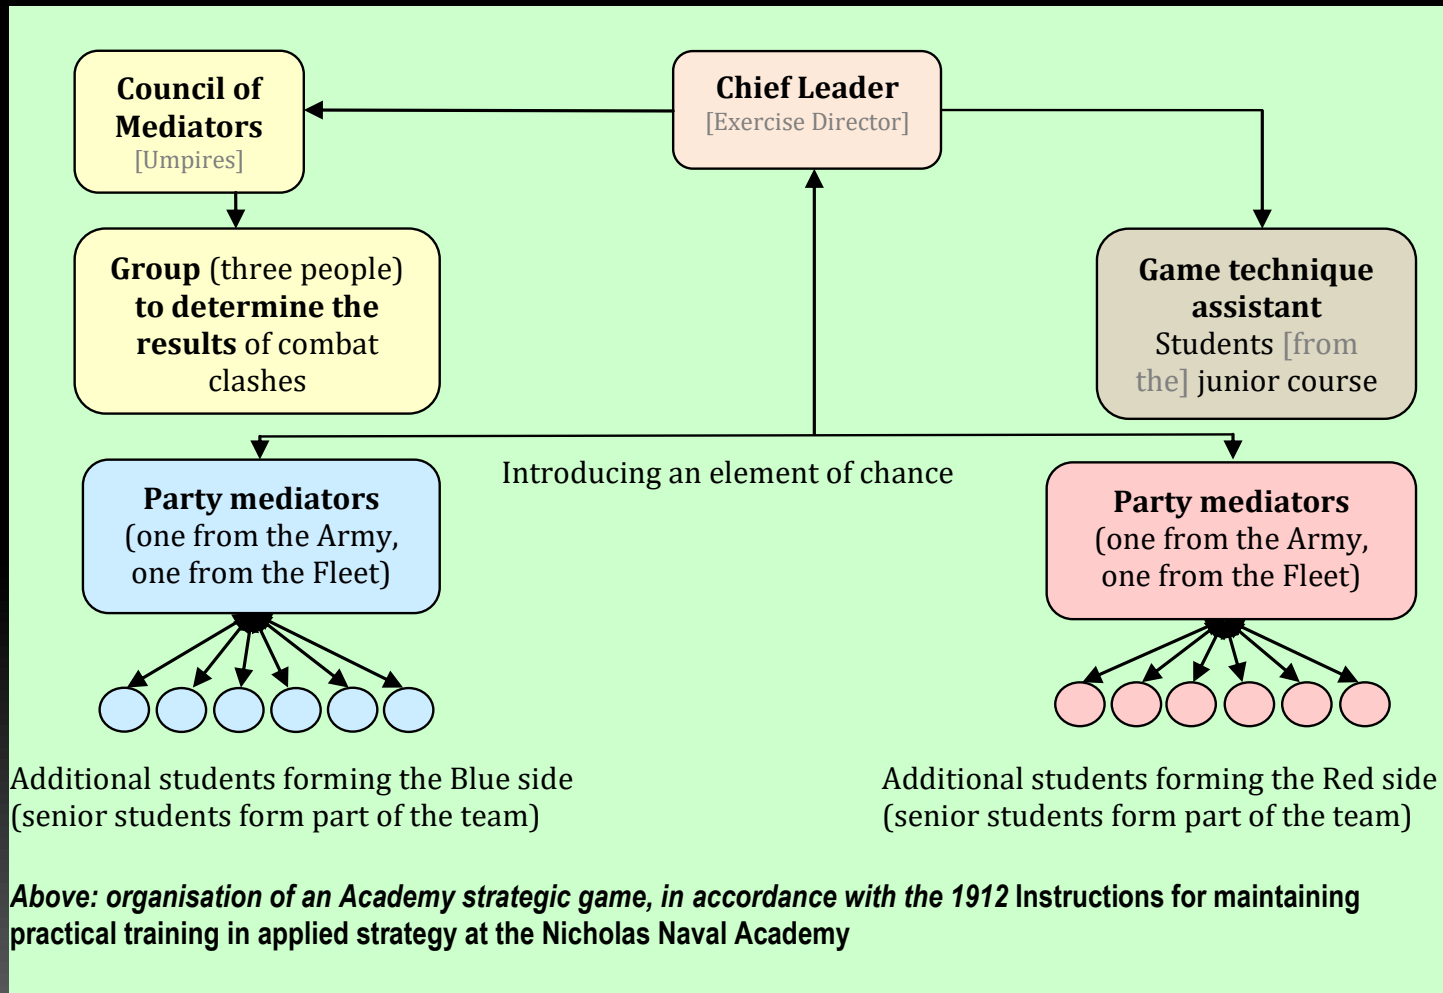 Council of
Mediators
[Umpires]
Chief Leader
[Exercise Director]
Group (three people)
to determine the
results of combat
clashes
Game technique
assistant
Students [from
the] junior course
Introducing an element of chance
Party mediators
(one from the Army,
one from the Fleet)
Party mediators
(one from the Army,
one from the Fleet)
Additional students forming the Blue side
(senior students form part of the team)
Additional students forming the Red side
(senior students form part of the team)
Above: organisation of an Academy strategic game, in accordance with the 1912 Instructions for maintaining
practical training in applied strategy at the Nicholas Naval Academy